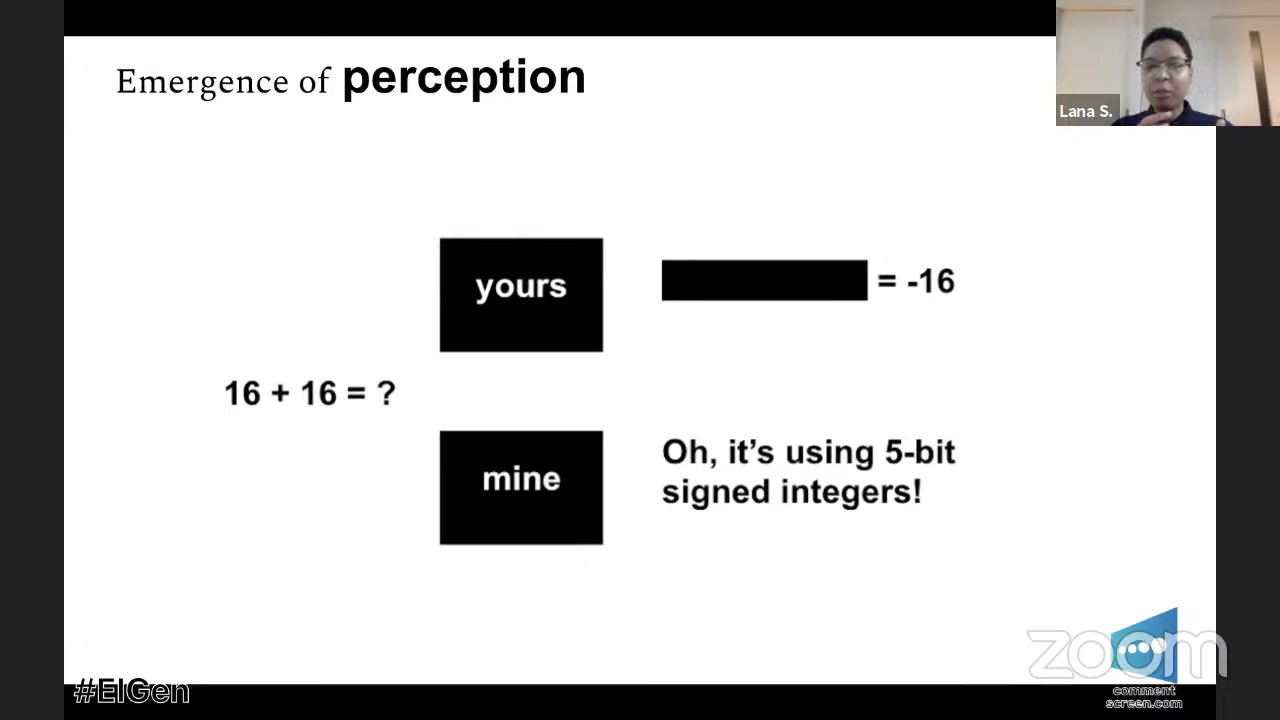 Emergence of perception
Lana S.
yours
= -16
16 + 16 = ?
mine
Oh, it's using 5-bit
signed integers!
zoom
comment
screen.com
#EIGen